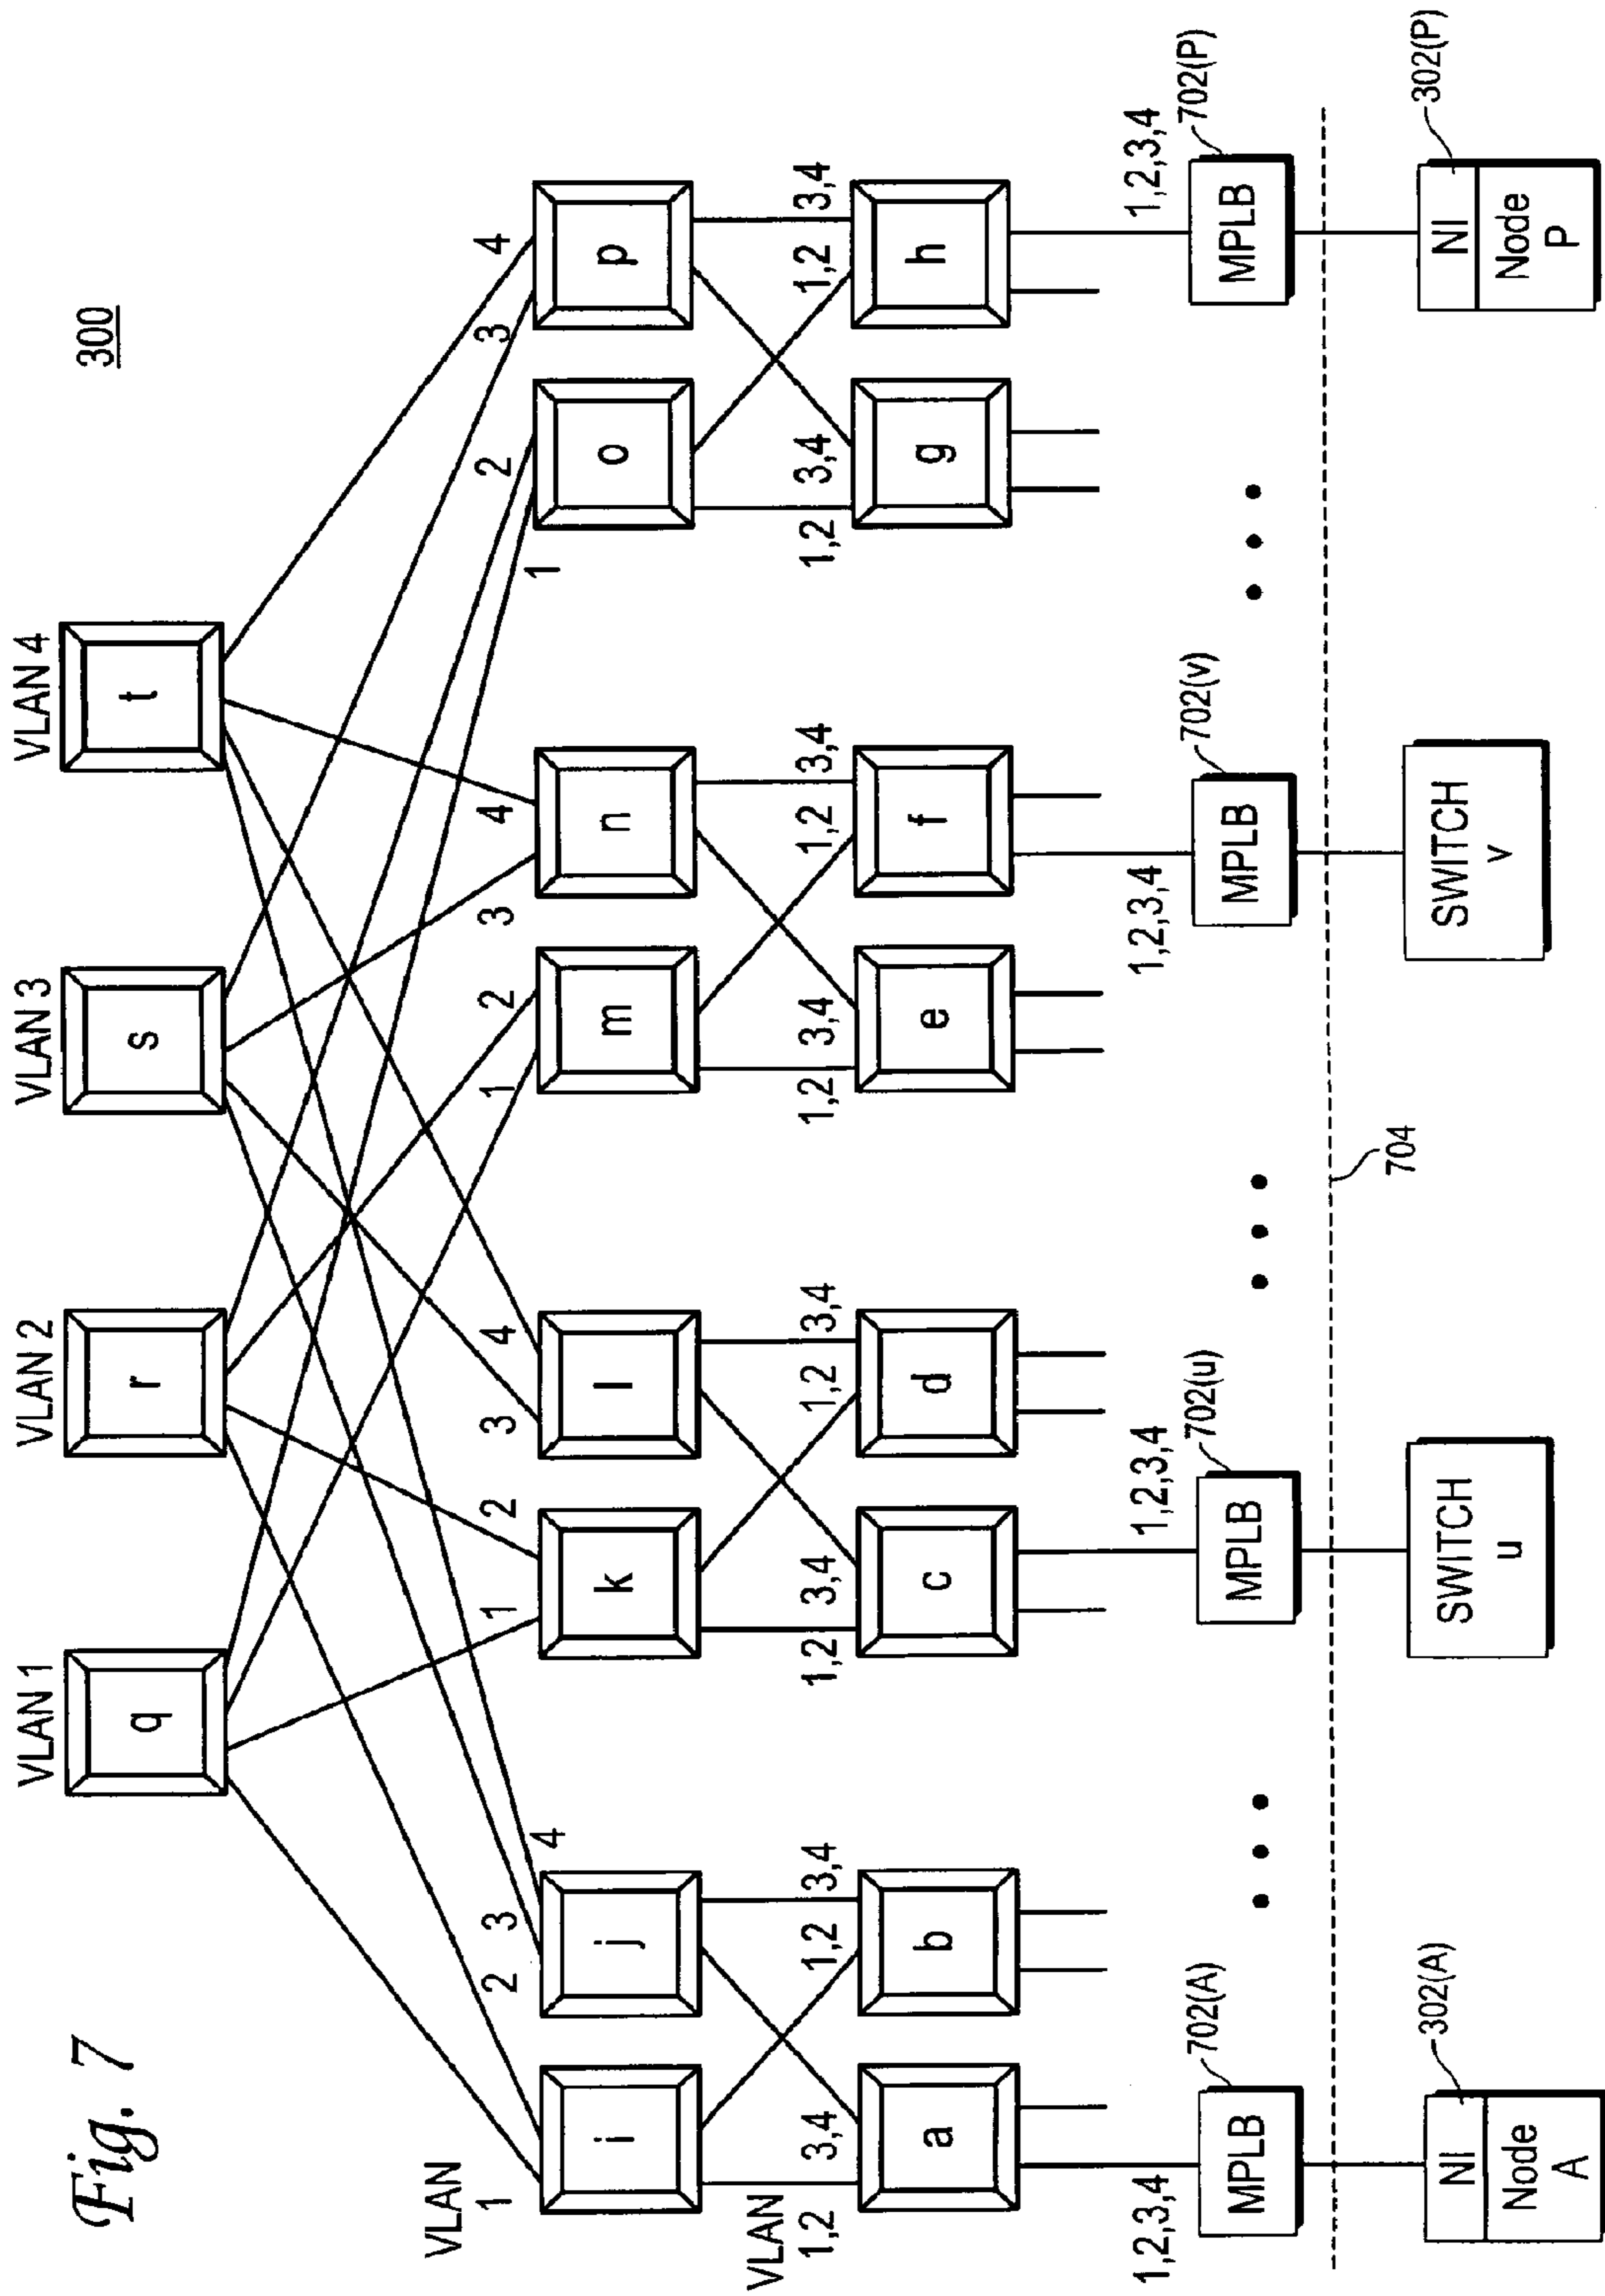 Fig. 7
300
VLAN 1
VLAN 2
VLAN 3
VLAN 4
q
r
s
t
VLAN
1
2
3
4
1
2
3
4
1
2
3
4
1
2
3
4
i
j
k
l
m
n
o
p
VLAN
1,2
3,4
1,2
3,4
1,2
3,4
1,2
3,4
1,2
3,4
1,2
3,4
1,2
3,4
1,2
3,4
a
b
c
d
e
f
g
h
1,2,3,4
1,2,3,4
1,2,3,4
1,2,3,4
MPLB
702(A)
MPLB
702(u)
MPLB
702(v)
MPLB
702(P)
704
NI
Node
A
302(A)
SWITCH
u
SWITCH
v
NI
Node
P
302(P)